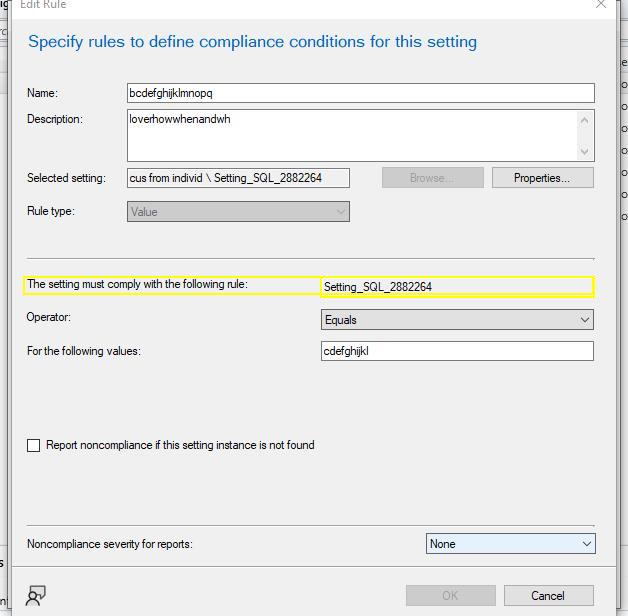 Edit Rule
Specify rules to define compliance conditions for this setting
Name: bcdefghijklmnopq
Description: loverhowwhenandwh
Selected setting: cus from individ \ Setting_SQL_2882264 Browse... Properties...
Rule type: Value
The setting must comply with the following rule: Setting_SQL_2882264
Operator: Equals
For the following values: cdefghijkl
Report noncompliance if this setting instance is not found
Noncompliance severity for reports: None
OK Cancel